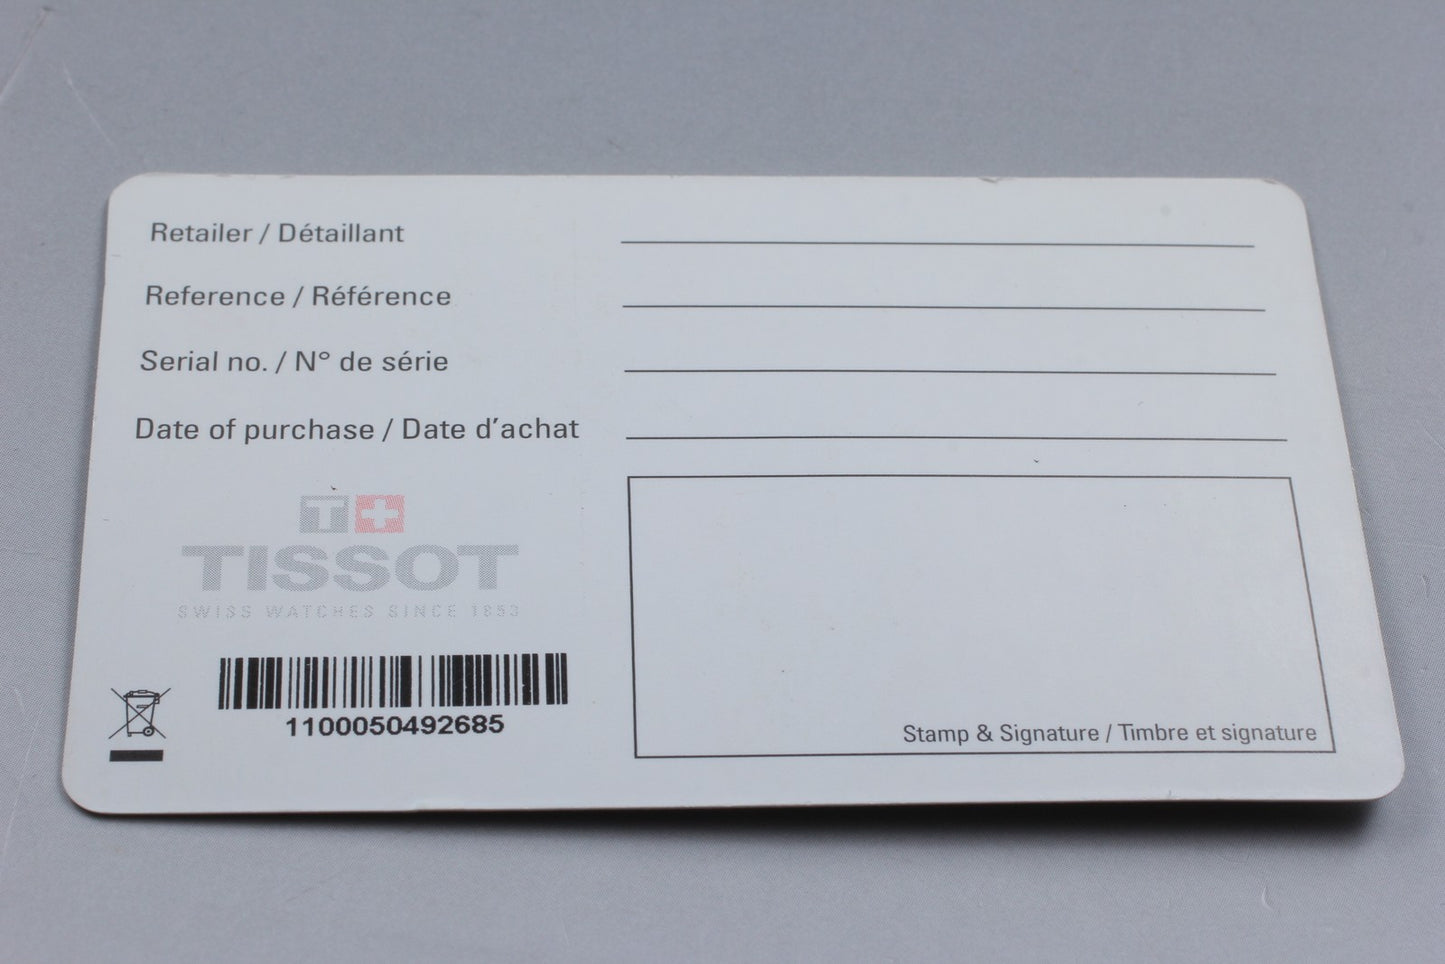 Retailer / Détaillant
Reference / Référence
Serial no. / N° de série
Date of purchase / Date d'achat
T+
TISSOT
SWISS WATCHES SINCE 1853
1100050492685
Stamp & Signature / Timbre et signature